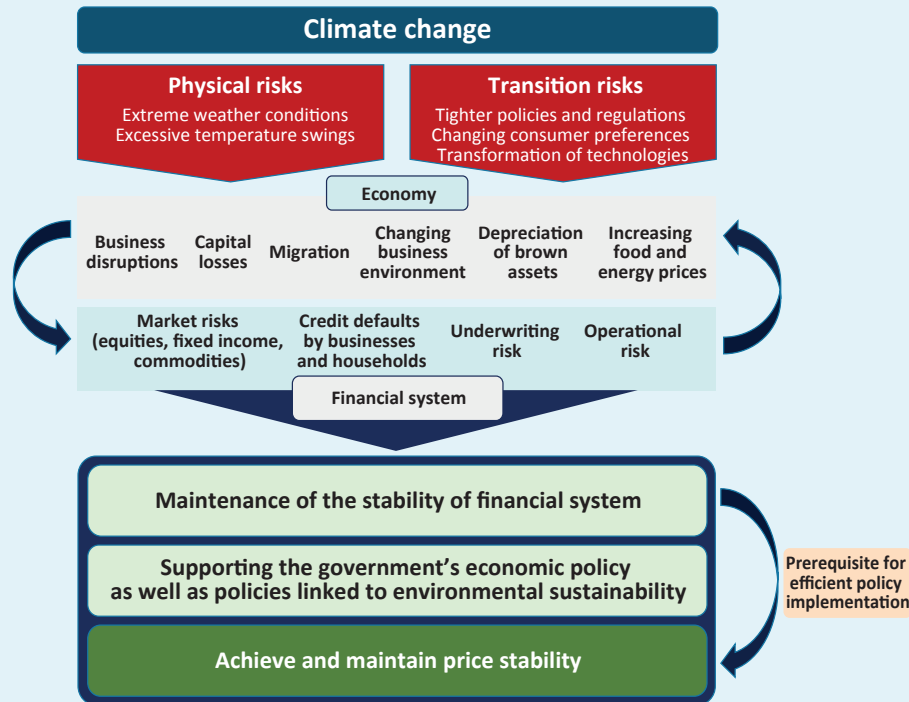 Climate change
Physical risks
Extreme weather conditions
Excessive temperature swings
Transition risks
Tighter policies and regulations
Changing consumer preferences
Transformation of technologies
Economy
Business
disruptions
Capital
losses
Migration
Changing
business
environment
Depreciation
of brown
assets
Increasing
food and
energy prices
Market risks
(equities, fixed income,
commodities)
Credit defaults
by businesses
and households
Underwriting
risk
Operational
risk
Financial system
Maintenance of the stability of financial system
Supporting the government's economic policy
as well as policies linked to environmental sustainability
Achieve and maintain price stability
Prerequisite for
efficient policy
implementation